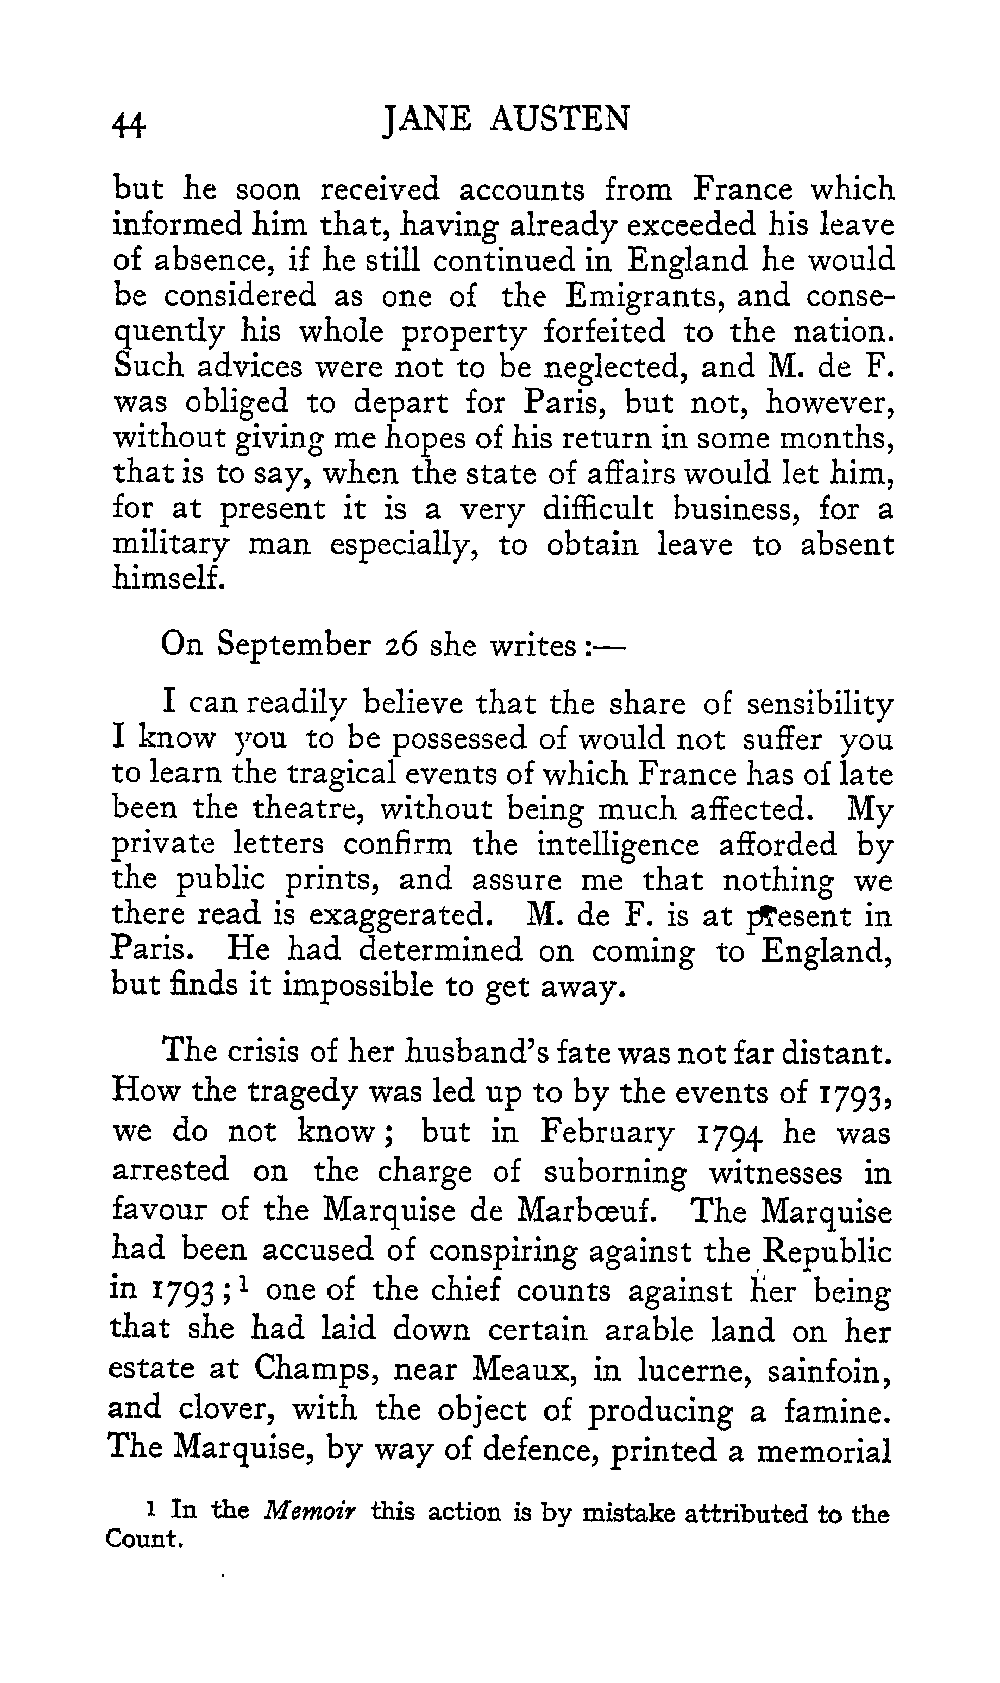 44 JANE AUSTEN
but he soon received accounts from France which
informed him that, having already exceeded his leave
of absence, if he still continued in England he would
be considered as one of the Emigrants, and conse-
quently his whole property forfeited to the nation.
Such advices were not to be neglected, and M. de F.
was obliged to depart for Paris, but not, however,
without giving me hopes of his return in some months,
that is to say, when the state of affairs would let him,
for at present it is a very difficult business, for a
military man especially, to obtain leave to absent
himself.
On September 26 she writes :—
I can readily believe that the share of sensibility
I know you to be possessed of would not suffer you
to learn the tragical events of which France has of late
been the theatre, without being much affected. My
private letters confirm the intelligence afforded by
the public prints, and assure me that nothing we
there read is exaggerated. M. de F. is at present in
Paris. He had determined on coming to England,
but finds it impossible to get away.
The crisis of her husband's fate was not far distant.
How the tragedy was led up to by the events of 1793,
we do not know ; but in February 1794 he was
arrested on the charge of suborning witnesses in
favour of the Marquise de Marbœuf. The Marquise
had been accused of conspiring against the Republic
in 1793 ;¹ one of the chief counts against her being
that she had laid down certain arable land on her
estate at Champs, near Meaux, in lucerne, sainfoin,
and clover, with the object of producing a famine.
The Marquise, by way of defence, printed a memorial
1 In the Memoir this action is by mistake attributed to the
Count.